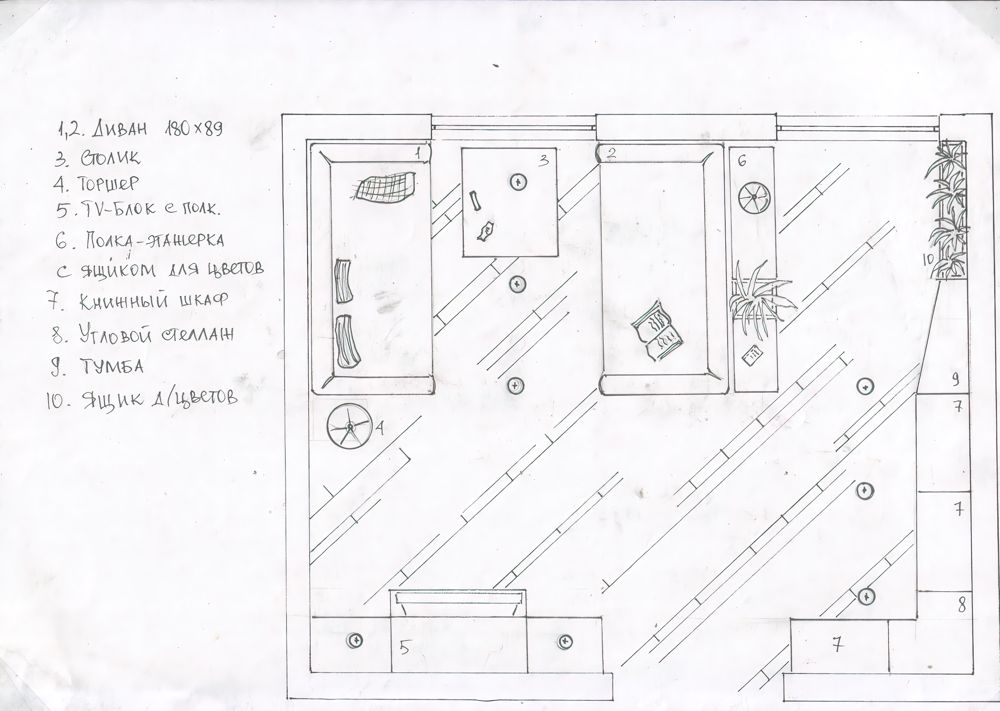 1,2. Диван 180×89
3. Столик
4. Торшер
5. TV-блок с полк.
6. Полка-этажерка
с ящиком для цветов
7. Книжный шкаф
8. Угловой стеллаж
9. Тумба
10. Ящик д/цветов
1
3
2
6
10
9
7
4
7
8
5
7